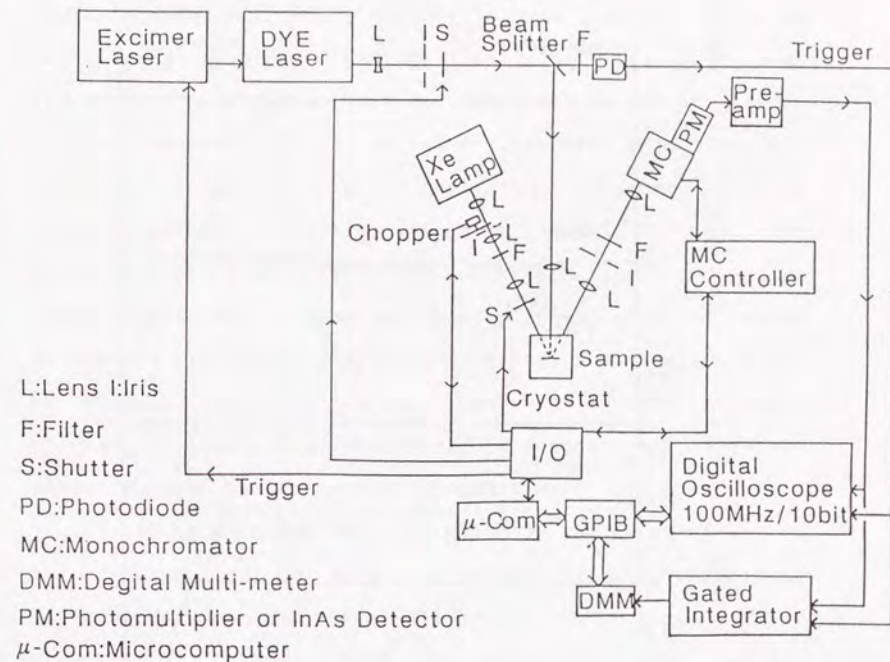 Excimer
Laser
DYE
Laser
L
I
S
Beam
Splitter
F
PD
Trigger
Pre-
amp
PM
MC
Xe
Lamp
L
L
Chopper
L
I
F
F
I
MC
Controller
L
L
L
S
Sample
Cryostat
L:Lens I:Iris
F:Filter
S:Shutter
PD:Photodiode
MC:Monochromator
DMM:Degital Multi-meter
PM:Photomultiplier or InAs Detector
μ-Com:Microcomputer
I/O
Trigger
Digital
Oscilloscope
100MHz/10bit
μ-Com
GPIB
DMM
Gated
Integrator